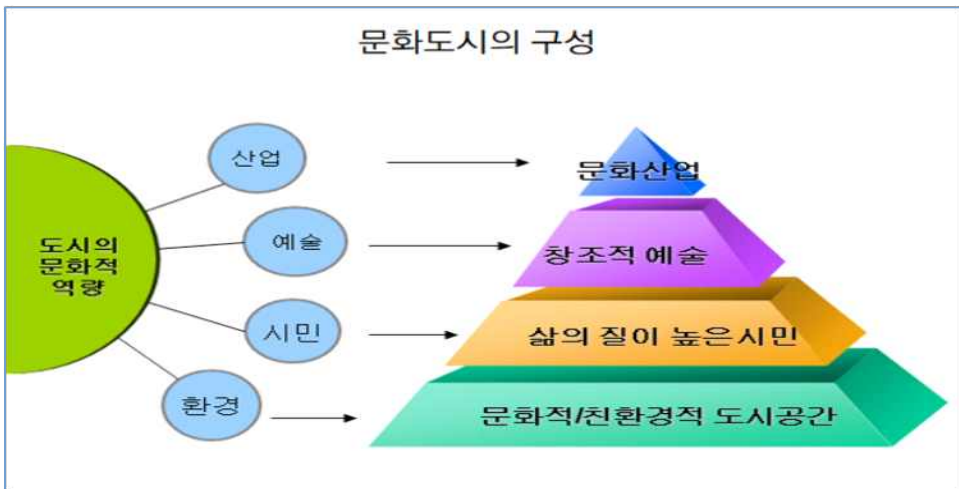 문화도시의 구성
산업
문화산업
예술
창조적 예술
도시의
문화적
역량
시민
삶의 질이 높은시민
환경
문화적/친환경적 도시공간